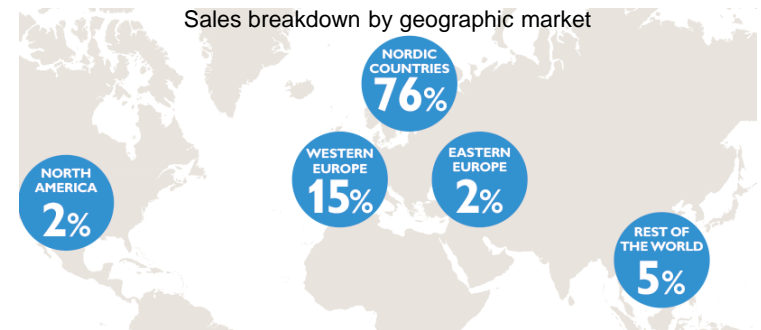 Sales breakdown by geographic market
NORDIC
COUNTRIES
76%
WESTERN
EUROPE
15%
EASTERN
EUROPE
2%
NORTH
AMERICA
2%
REST OF
THE WORLD
5%